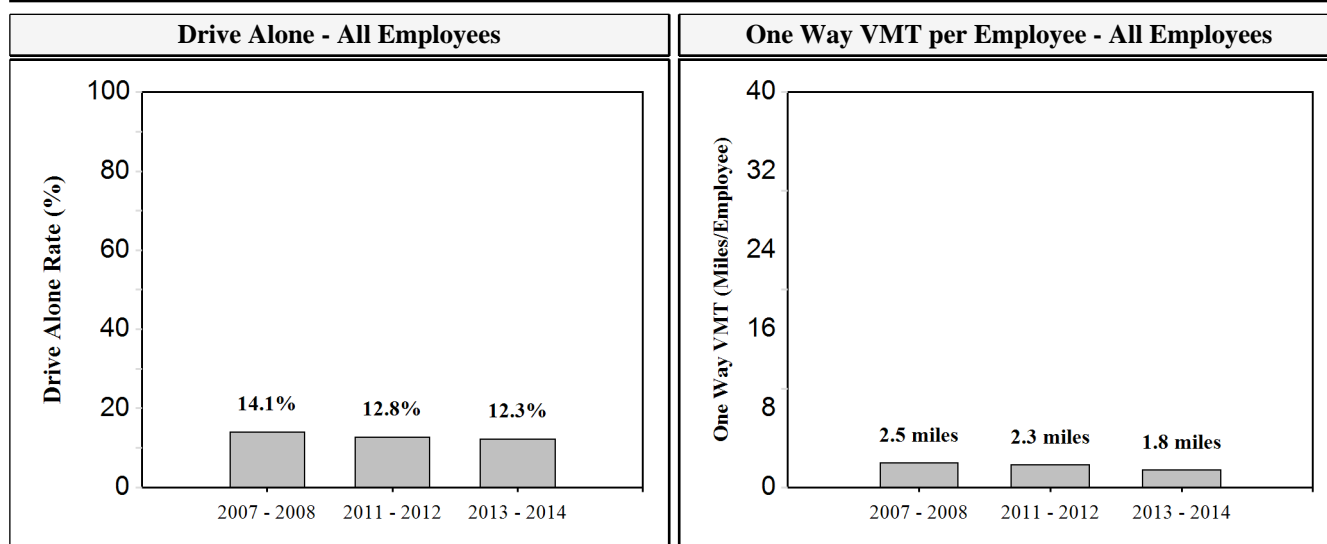 Drive Alone - All Employees
One Way VMT per Employee - All Employees
Drive Alone Rate (%)
100
80
60
40
20
0
14.1%
12.8%
12.3%
2007 - 2008
2011 - 2012
2013 - 2014
One Way VMT (Miles/Employee)
40
32
24
16
8
0
2.5 miles
2.3 miles
1.8 miles
2007 - 2008
2011 - 2012
2013 - 2014